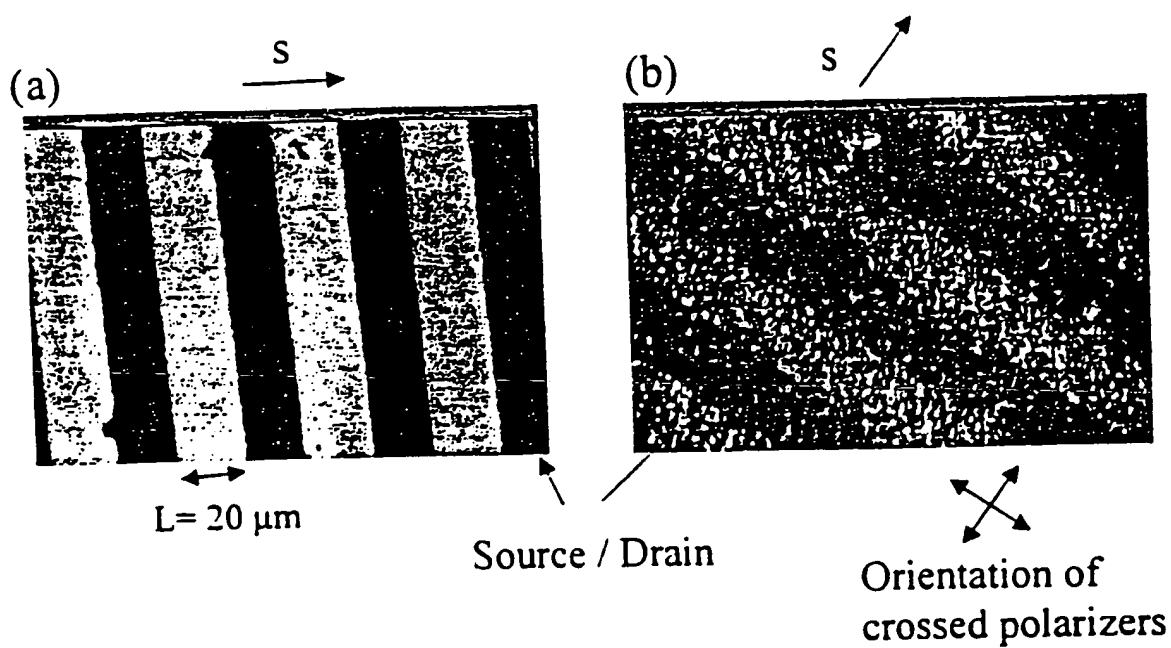 (a)
S
(b)
S
L= 20 μm
Source / Drain
Orientation of
crossed polarizers